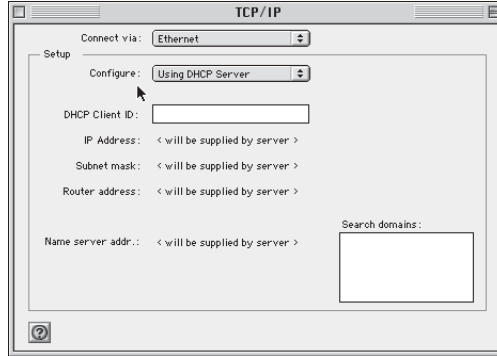 TCP/IP
Connect via: Ethernet
Setup
Configure: Using DHCP Server
DHCP Client ID:
IP Address: < will be supplied by server >
Subnet mask: < will be supplied by server >
Router address: < will be supplied by server >
Search domains:
Name server addr.: < will be supplied by server >
?